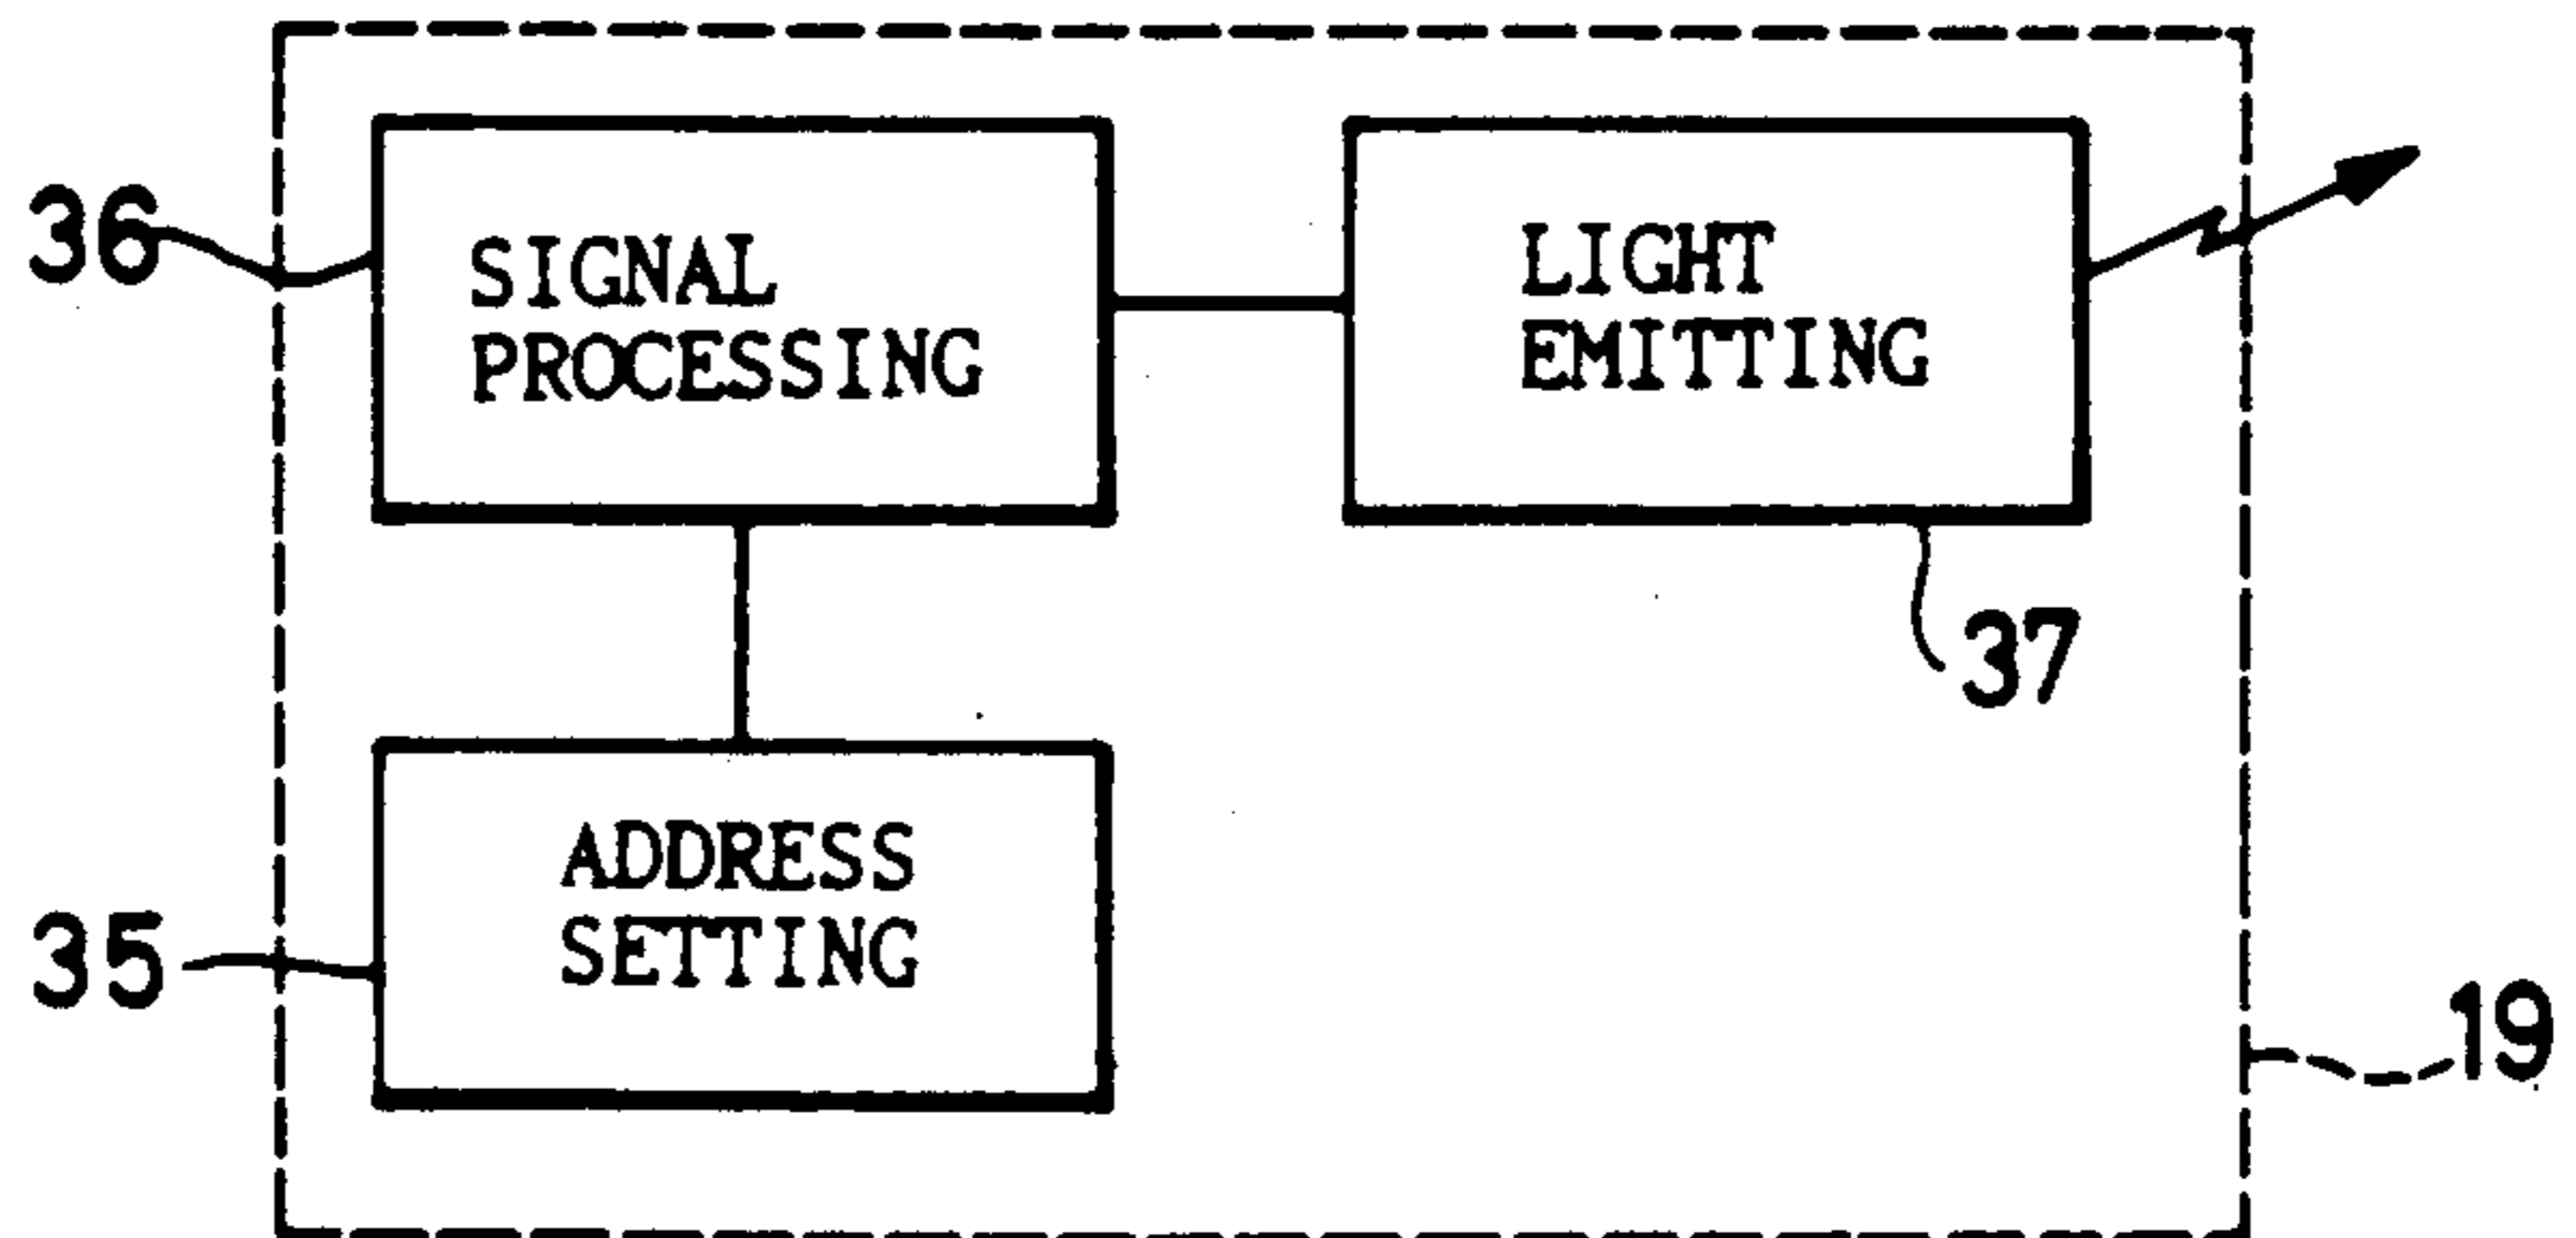 36
SIGNAL
PROCESSING
LIGHT
EMITTING
37
35
ADDRESS
SETTING
19